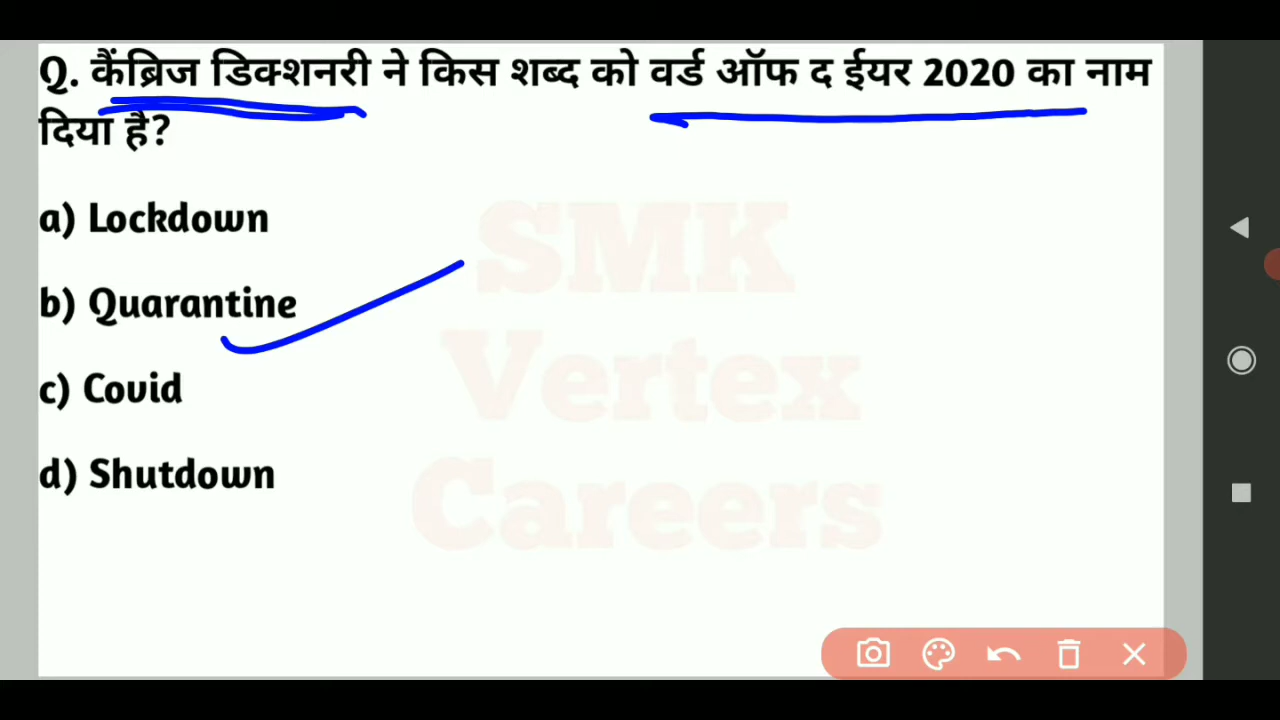 Q. कैंब्रिज डिक्शनरी ने किस शब्द को वर्ड ऑफ द ईयर 2020 का नाम
दिया है?
a) Lockdown
b) Quarantine
c) Covid
d) Shutdown
SMK
Vertex
Careers